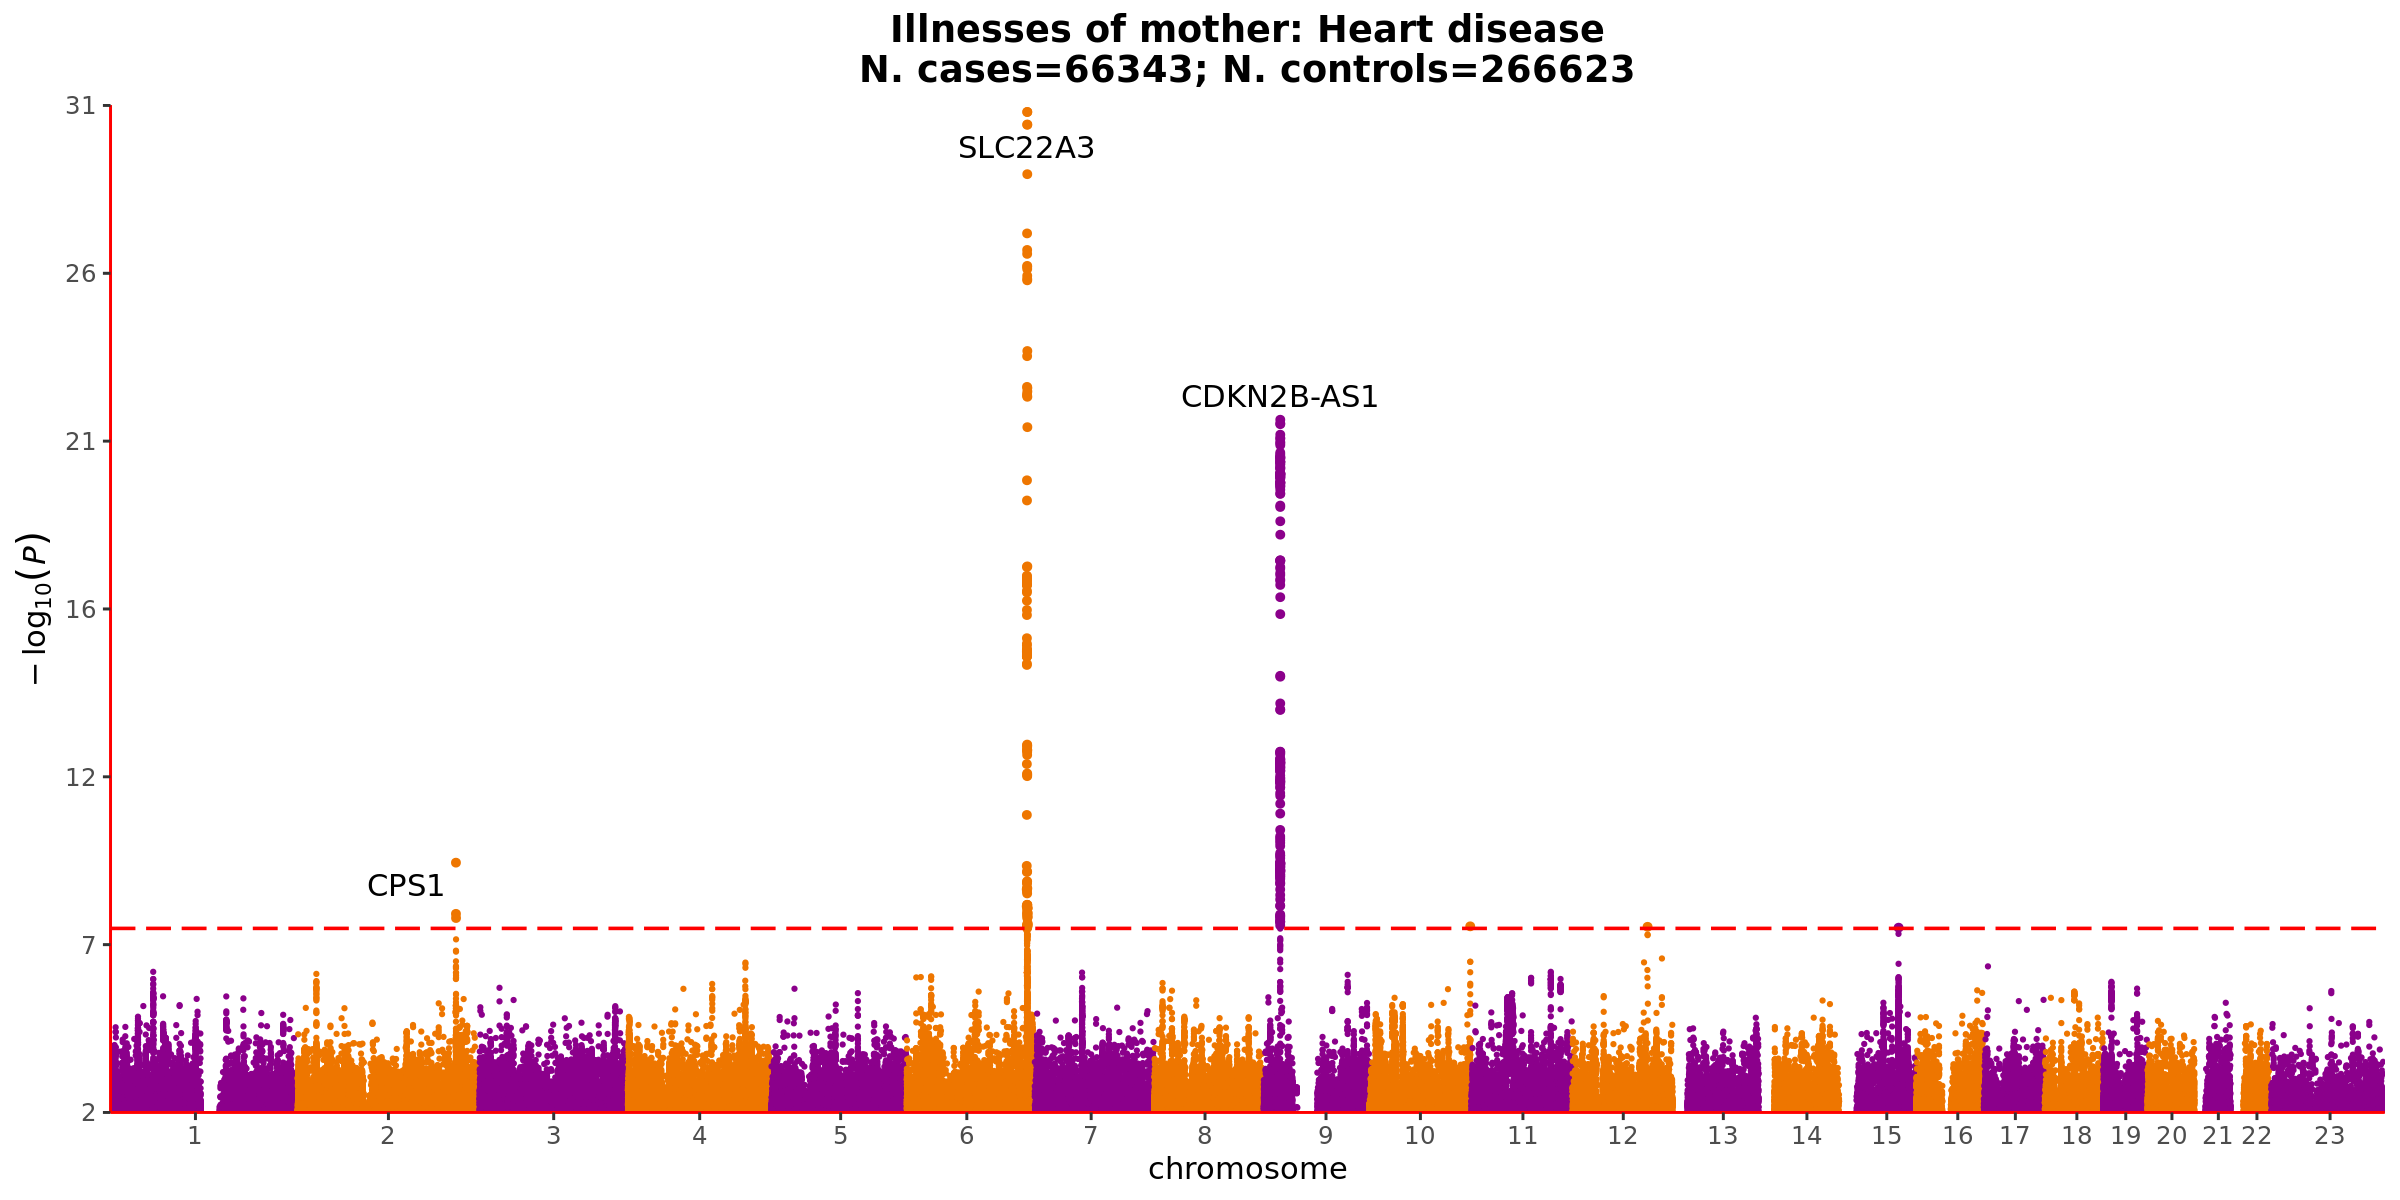 Illnesses of mother: Heart disease
N. cases=66343; N. controls=266623
31
SLC22A3
26
CDKN2B-AS1
21
16
12
CPS1
7
2
− log10(P)
1 2 3 4 5 6 7 8 9 10 11 12 13 14 15 16 17 18 19 20 21 22 23
chromosome